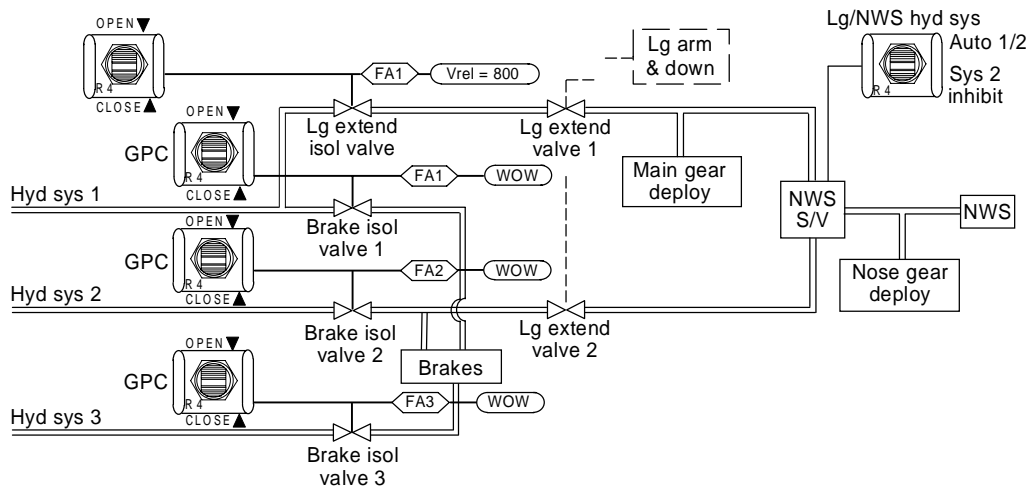 OPEN
R 4
CLOSE
FA1
Vrel = 800
Lg arm
& down
Lg/NWS hyd sys
Auto 1/2
Sys 2
inhibit
R 4
Lg extend
isol valve
Lg extend
valve 1
Main gear
deploy
OPEN
GPC
R 4
CLOSE
FA1
WOW
Hyd sys 1
Brake isol
valve 1
NWS
S/V
NWS
Nose gear
deploy
OPEN
GPC
R 4
CLOSE
FA2
WOW
Hyd sys 2
Brake isol
valve 2
Lg extend
valve 2
Brakes
OPEN
GPC
R 4
CLOSE
FA3
WOW
Hyd sys 3
Brake isol
valve 3